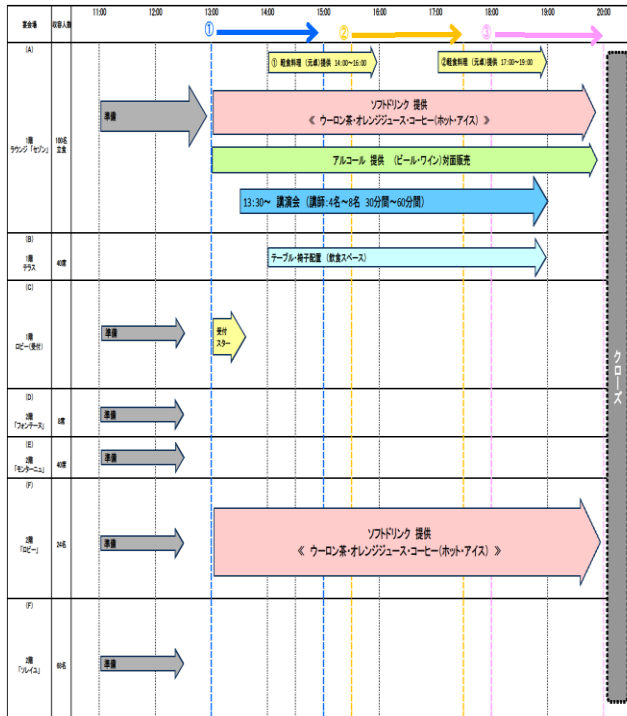 宴会場 収容人数 11:00 12:00 13:00 14:00 15:00 16:00 17:00 18:00 19:00 20:00
① ② ③
(A)
1階
ラウンジ「セゾン」
100名
立食
① 軽食料理（元卓）提供 14:00～16:00
②軽食料理（元卓）提供 17:00～19:00
準備
ソフトドリンク 提供
《 ウーロン茶・オレンジジュース・コーヒー(ホット・アイス) 》
アルコール 提供 （ビール・ワイン）対面販売
13:30～ 講演会 （講師:4名～8名 30分間～60分間）
(B)
1階
テラス
40席
テーブル・椅子配置 （飲食スペース）
(C)
1階
ロビー(受付)
準備
受付
スター
(D)
2階
「フォンテーヌ」
8席
準備
(E)
2階
「モンターニュ」
40席
準備
(F)
2階
「ロビー」
24名
準備
ソフトドリンク 提供
《 ウーロン茶・オレンジジュース・コーヒー(ホット・アイス) 》
(F)
2階
「ソレイユ」
68名
準備
クローズ